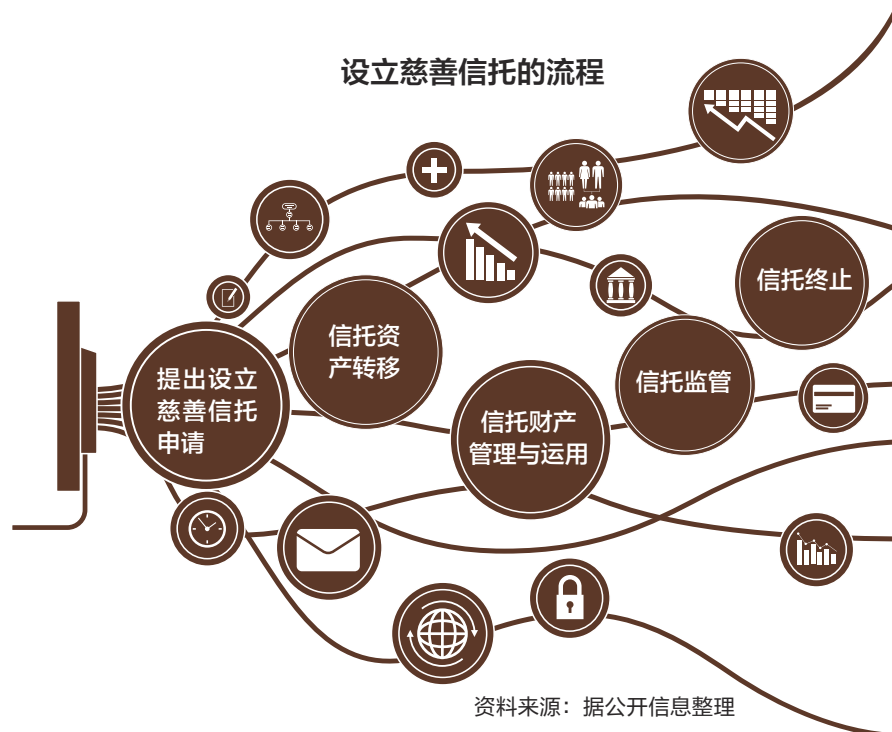 设立慈善信托的流程
提出设立
慈善信托
申请
信托资
产转移
信托财产
管理与运用
信托监管
信托终止
资料来源：据公开信息整理